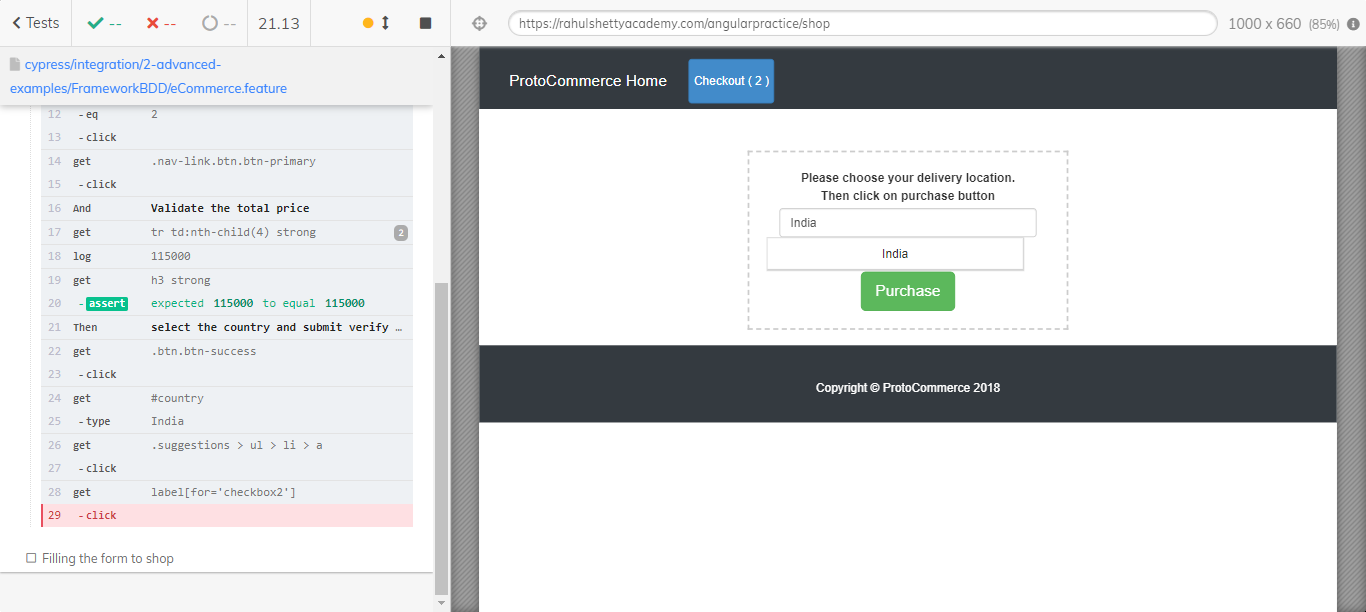 Tests
--
--
--
21.13
https://rahulshettyacademy.com/angularpractice/shop
1000 x 660 (85%)
cypress/integration/2-advanced-
examples/FrameworkBDD/eCommerce.feature
12 - eq 2
13 - click
14 get .nav-link.btn.btn-primary
15 - click
16 And Validate the total price
17 get tr td:nth-child(4) strong 2
18 log 115000
19 get h3 strong
20 - assert expected 115000 to equal 115000
21 Then select the country and submit verify …
22 get .btn.btn-success
23 - click
24 get #country
25 - type India
26 get .suggestions > ul > li > a
27 - click
28 get label[for='checkbox2']
29 - click
Filling the form to shop
ProtoCommerce Home
Checkout ( 2 )
Please choose your delivery location.
Then click on purchase button
India
India
Purchase
Copyright © ProtoCommerce 2018